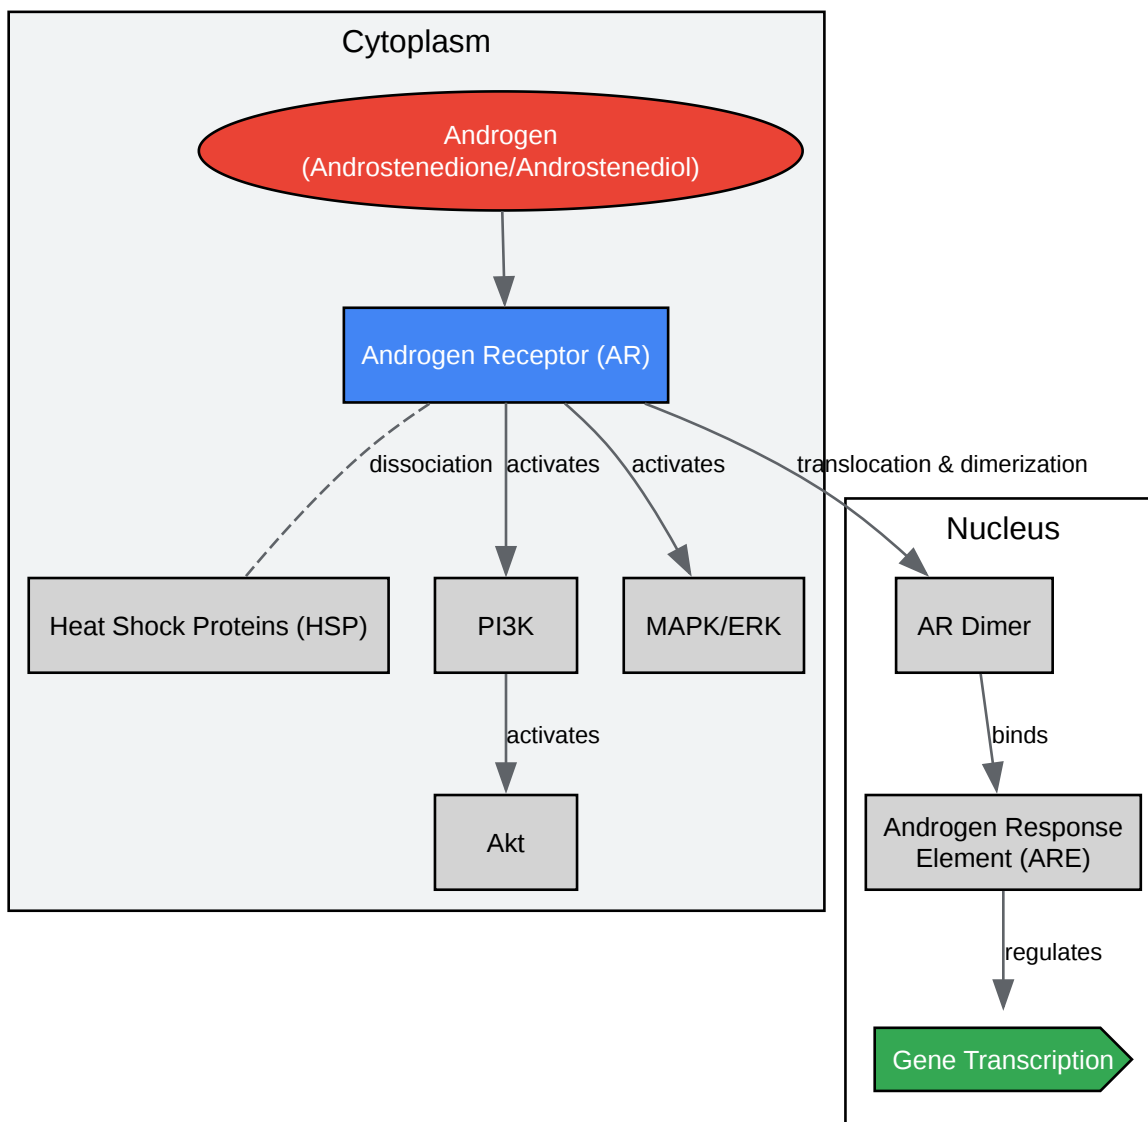 Cytoplasm
Androgen
(Androstenedione/Androstenediol)
Androgen Receptor (AR)
dissociation
activates
activates
translocation & dimerization
Nucleus
Heat Shock Proteins (HSP)
PI3K
MAPK/ERK
AR Dimer
activates
binds
Akt
Androgen Response
Element (ARE)
regulates
Gene Transcription